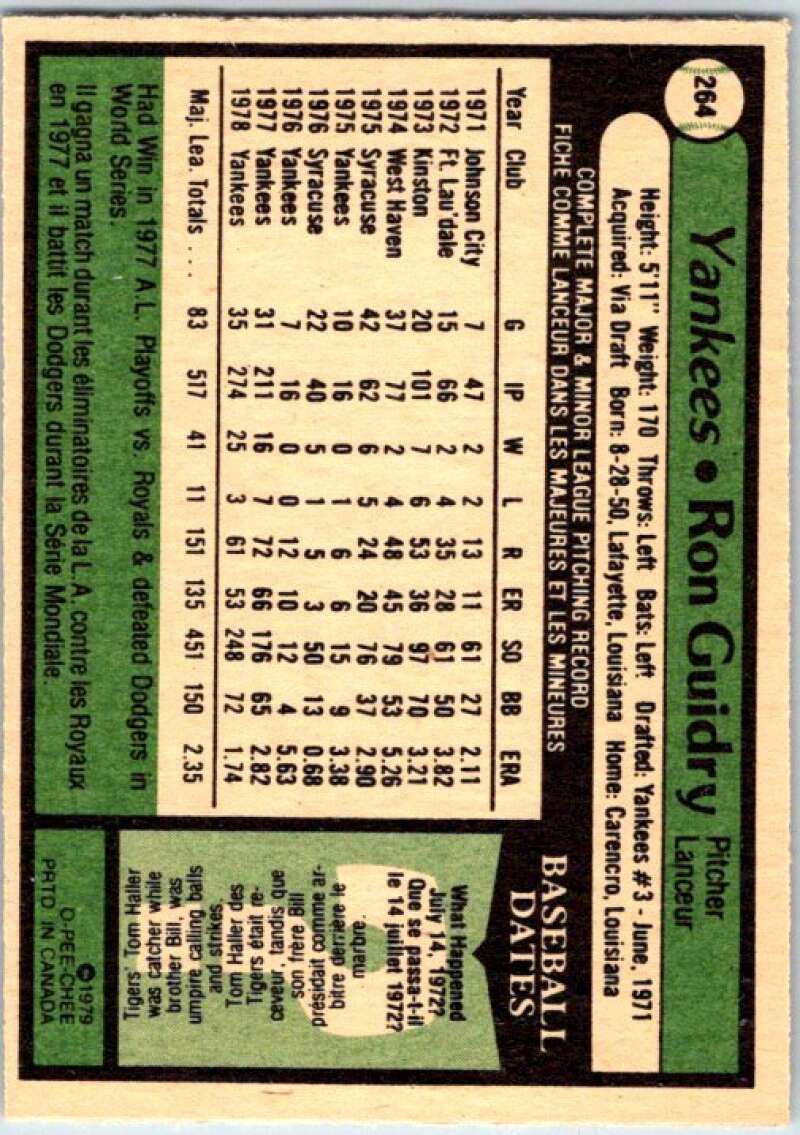 264
Yankees • Ron Guidry Pitcher
Lanceur
Height: 5'11" Weight: 170 Throws: Left Bats: Left Drafted: Yankees #3 - June, 1971
Acquired: Via Draft Born: 8-28-50, Lafayette, Louisiana Home: Carencro, Louisiana
COMPLETE MAJOR & MINOR LEAGUE PITCHING RECORD
FICHE COMME LANCEUR DANS LES MAJEURES ET LES MINEURES
Year Club G IP W L R ER SO BB ERA
1971 Johnson City 7 47 2 2 13 11 61 27 2.11
1972 Ft. Lau'dale 15 66 2 4 35 28 61 50 3.82
1973 Kinston 20 101 7 6 53 36 97 70 3.21
1974 West Haven 37 77 2 4 48 45 79 53 5.26
1975 Syracuse 42 62 6 5 24 20 76 37 2.90
1975 Yankees 10 16 0 1 6 6 15 9 3.38
1976 Syracuse 22 40 5 1 5 3 50 13 0.68
1976 Yankees 7 16 0 0 12 10 12 4 5.63
1977 Yankees 31 211 16 7 72 66 176 65 2.82
1978 Yankees 35 274 25 3 61 53 248 72 1.74
Maj. Lea. Totals . . . 83 517 41 11 151 135 451 150 2.35
Had Win in 1977 A.L. Playoffs vs. Royals & defeated Dodgers in
World Series.
Il gagna un match durant les éliminatoires de la L.A. contre les Royaux
en 1977 et il battit les Dodgers durant la Série Mondiale.
BASEBALL
DATES
What Happened
July 14, 1972?
Que se passa-t-il
le 14 juillet 1972?
Tigers' Tom Haller
was catcher while
brother Bill, was
umpire calling balls
and strikes.
Tom Haller des
Tigers était re-
ceveur, tandis que
son frère Bill
présidait comme ar-
bitre derrière le
marbre.
©1979
O-PEE-CHEE
PRTD. IN CANADA